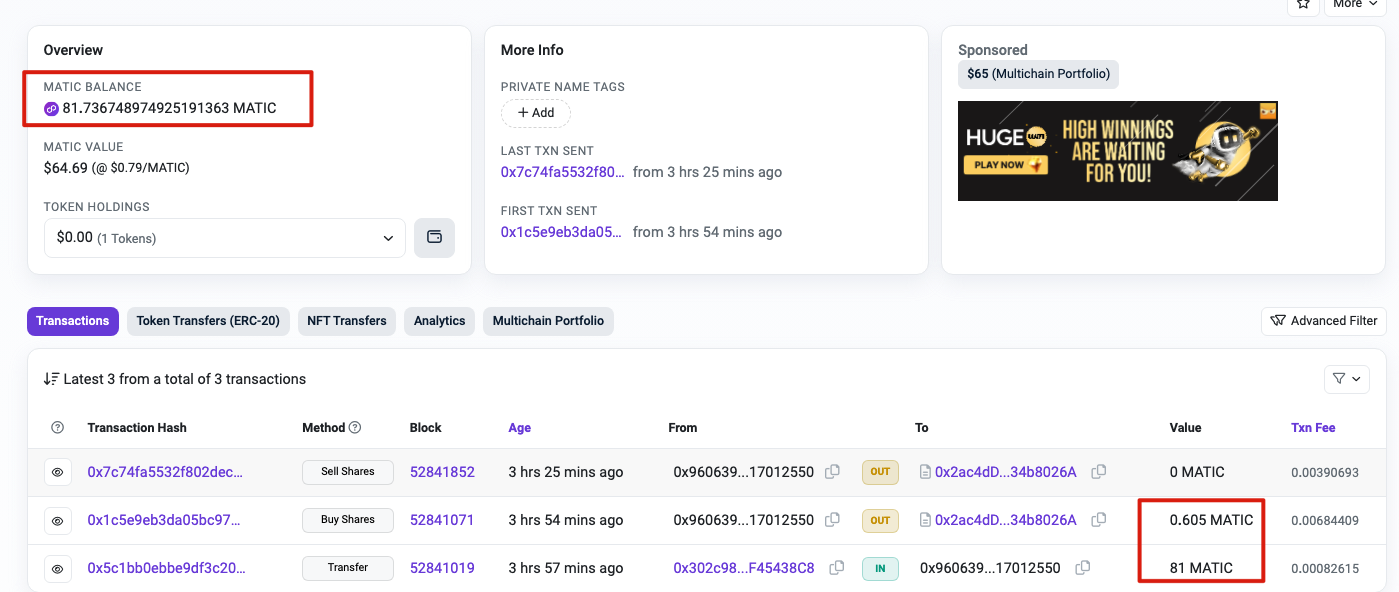 More
Overview
MATIC BALANCE
81.736748974925191363 MATIC
MATIC VALUE
$64.69 (@ $0.79/MATIC)
TOKEN HOLDINGS
$0.00 (1 Tokens)
More Info
PRIVATE NAME TAGS
+ Add
LAST TXN SENT
0x7c74fa5532f80... from 3 hrs 25 mins ago
FIRST TXN SENT
0x1c5e9eb3da05... from 3 hrs 54 mins ago
Sponsored
$65 (Multichain Portfolio)
HUGE WIN
PLAY NOW
HIGH WINNINGS
ARE WAITING
FOR YOU!
Transactions Token Transfers (ERC-20) NFT Transfers Analytics Multichain Portfolio Advanced Filter
Latest 3 from a total of 3 transactions
Transaction Hash Method Block Age From To Value Txn Fee
0x7c74fa5532f802dec... Sell Shares 52841852 3 hrs 25 mins ago 0x960639...17012550 OUT 0x2ac4dD...34b8026A 0 MATIC 0.00390693
0x1c5e9eb3da05bc97... Buy Shares 52841071 3 hrs 54 mins ago 0x960639...17012550 OUT 0x2ac4dD...34b8026A 0.605 MATIC 0.00684409
0x5c1bb0ebbe9df3c20... Transfer 52841019 3 hrs 57 mins ago 0x302c98...F45438C8 IN 0x960639...17012550 81 MATIC 0.00082615